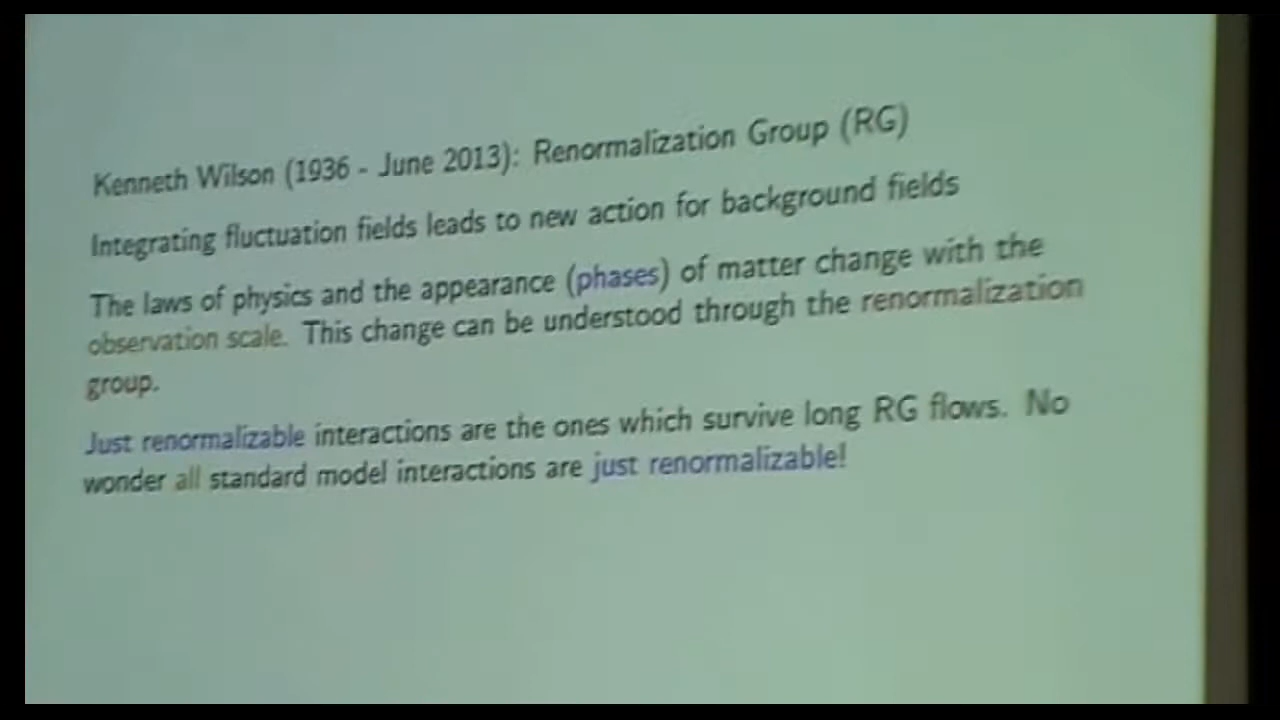 Kenneth Wilson (1936 - June 2013): Renormalization Group (RG)
Integrating fluctuation fields leads to new action for background fields
The laws of physics and the appearance (phases) of matter change with the
observation scale. This change can be understood through the renormalization
group.
Just renormalizable interactions are the ones which survive long RG flows. No
wonder all standard model interactions are just renormalizable!